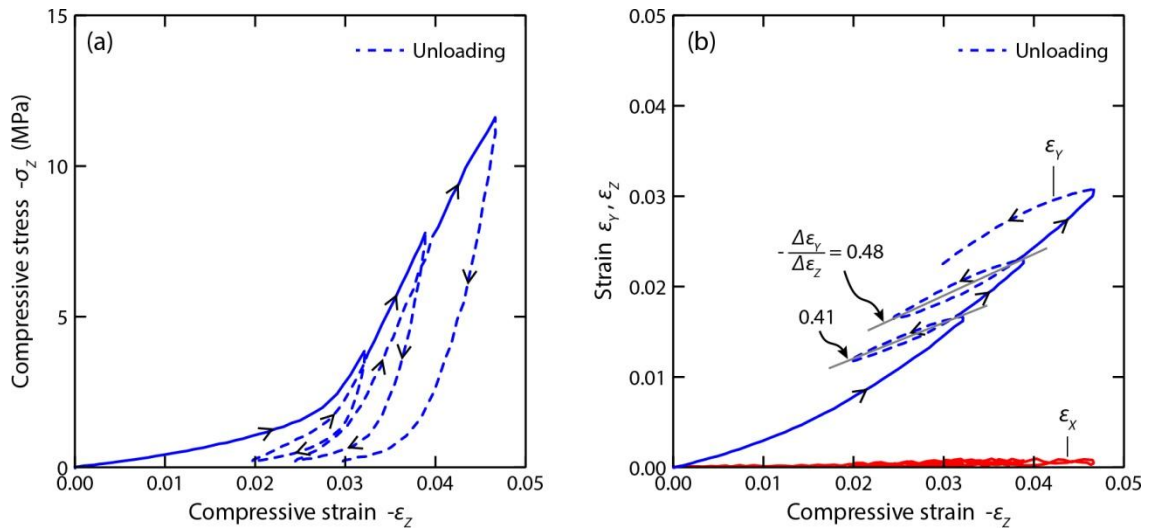 (a)
Unloading
15
10
5
0
0.00 0.01 0.02 0.03 0.04 0.05
Compressive stress -σZ (MPa)
Compressive strain -εZ
(b)
Unloading
0.05
0.04
0.03
0.02
0.01
0.00
0.00 0.01 0.02 0.03 0.04 0.05
Strain εY , εZ
Compressive strain -εZ
εY
-ΔεY/ΔεZ = 0.48
0.41
εX